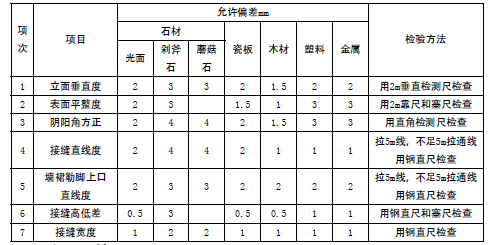 项次 项目 允许偏差mm 检验方法
石材 瓷板 木材 塑料 金属
光面 剁斧石 蘑菇石
1 立面垂直度 2 3 3 2 1.5 2 2 用2m垂直检测尺检查
2 表面平整度 2 3 1.5 1 3 3 用2m靠尺和塞尺检查
3 阴阳角方正 2 4 4 2 1.5 3 3 用直角检测尺检查
4 接缝直线度 2 4 4 2 1 1 1 拉5m线，不足5m拉通线
用钢直尺检查
5 墙裙勒脚上口
直线度 2 3 3 2 2 2 2 拉5m线，不足5m拉通线
用钢直尺检查
6 接缝高低差 0.5 3 0.5 0.5 1 1 用钢直尺和塞尺检查
7 接缝宽度 1 2 2 1 1 1 1 用钢直尺检查